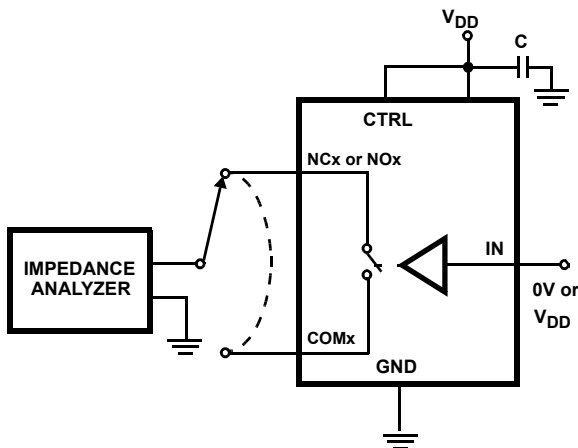 VDD
C
CTRL
NCx or NOx
IMPEDANCE
ANALYZER
IN
0V or
VDD
COMx
GND